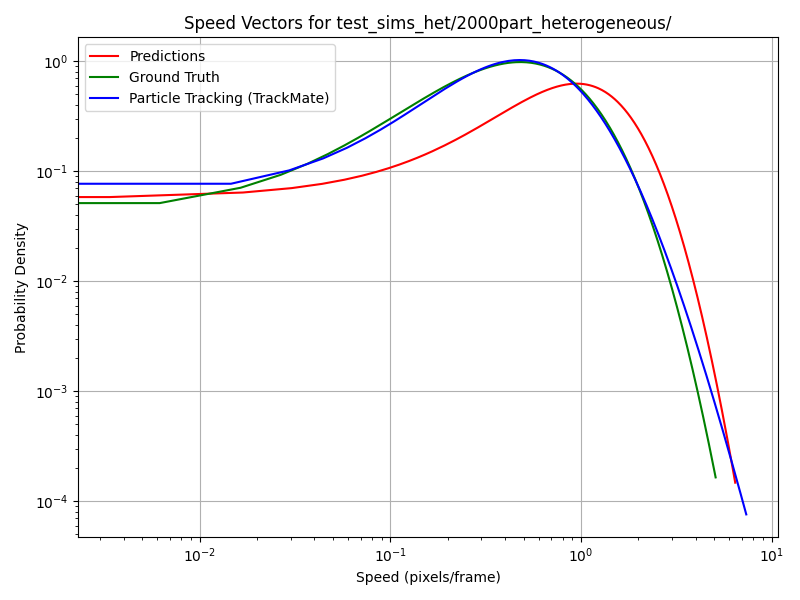 Speed Vectors for test_sims_het/2000part_heterogeneous/
Predictions
Ground Truth
Particle Tracking (TrackMate)
Probability Density
10⁰
10⁻¹
10⁻²
10⁻³
10⁻⁴
10⁻²
10⁻¹
10⁰
10¹
Speed (pixels/frame)